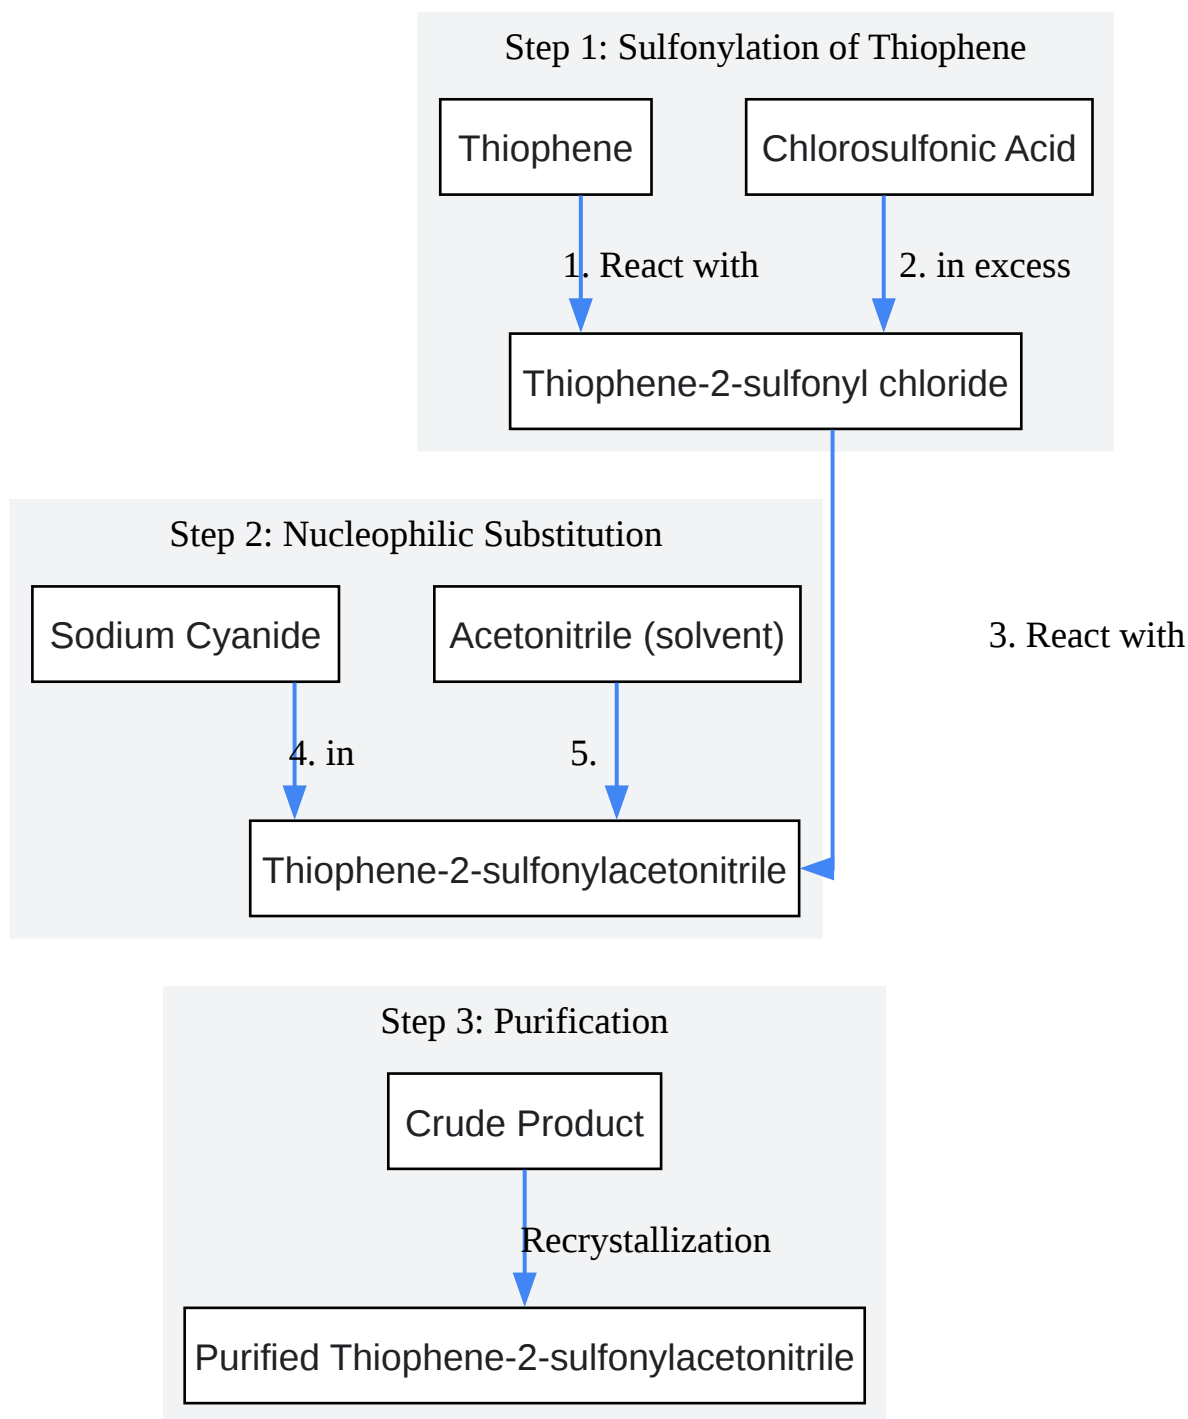 Step 1: Sulfonylation of Thiophene
Thiophene
Chlorosulfonic Acid
1. React with
2. in excess
Thiophene-2-sulfonyl chloride
Step 2: Nucleophilic Substitution
Sodium Cyanide
Acetonitrile (solvent)
3. React with
4. in
5.
Thiophene-2-sulfonylacetonitrile
Step 3: Purification
Crude Product
Recrystallization
Purified Thiophene-2-sulfonylacetonitrile